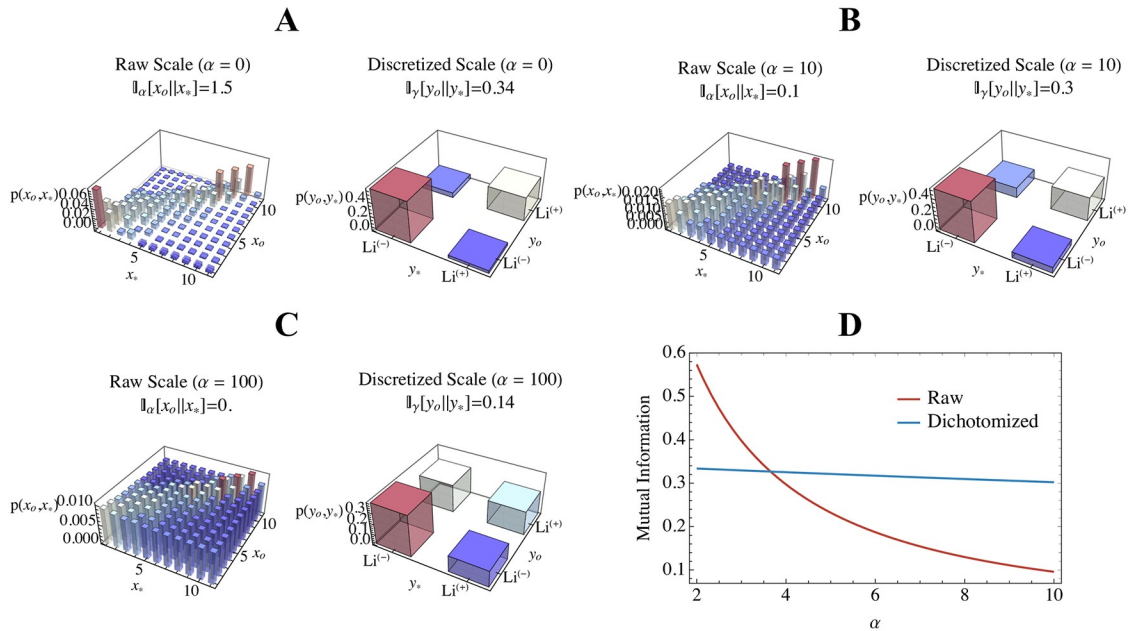 A
B
Raw Scale (α = 0)
𝕀α[xo||x*]=1.5
Discretized Scale (α = 0)
𝕀γ[yo||y*]=0.34
Raw Scale (α = 10)
𝕀α[xo||x*]=0.1
Discretized Scale (α = 10)
𝕀γ[yo||y*]=0.3
p(xo,x*)
0.06
0.04
0.02
0.00
5
10
x*
5
10
xo
p(yo,y*)
0.4
0.2
0.0
Li(−)
Li(+)
y*
Li(−)
Li(+)
yo
p(xo,x*)
0.020
0.015
0.010
0.005
0.000
5
10
x*
5
10
xo
p(yo,y*)
0.4
0.2
0.0
Li(−)
Li(+)
y*
Li(−)
Li(+)
yo
C
D
Raw Scale (α = 100)
𝕀α[xo||x*]=0.
Discretized Scale (α = 100)
𝕀γ[yo||y*]=0.14
p(xo,x*)
0.010
0.005
0.000
5
10
x*
5
10
xo
p(yo,y*)
0.3
0.2
0.1
0.0
Li(−)
Li(+)
y*
Li(−)
Li(+)
yo
Mutual Information
0.6
0.5
0.4
0.3
0.2
0.1
Raw
Dichotomized
2
4
6
8
10
α